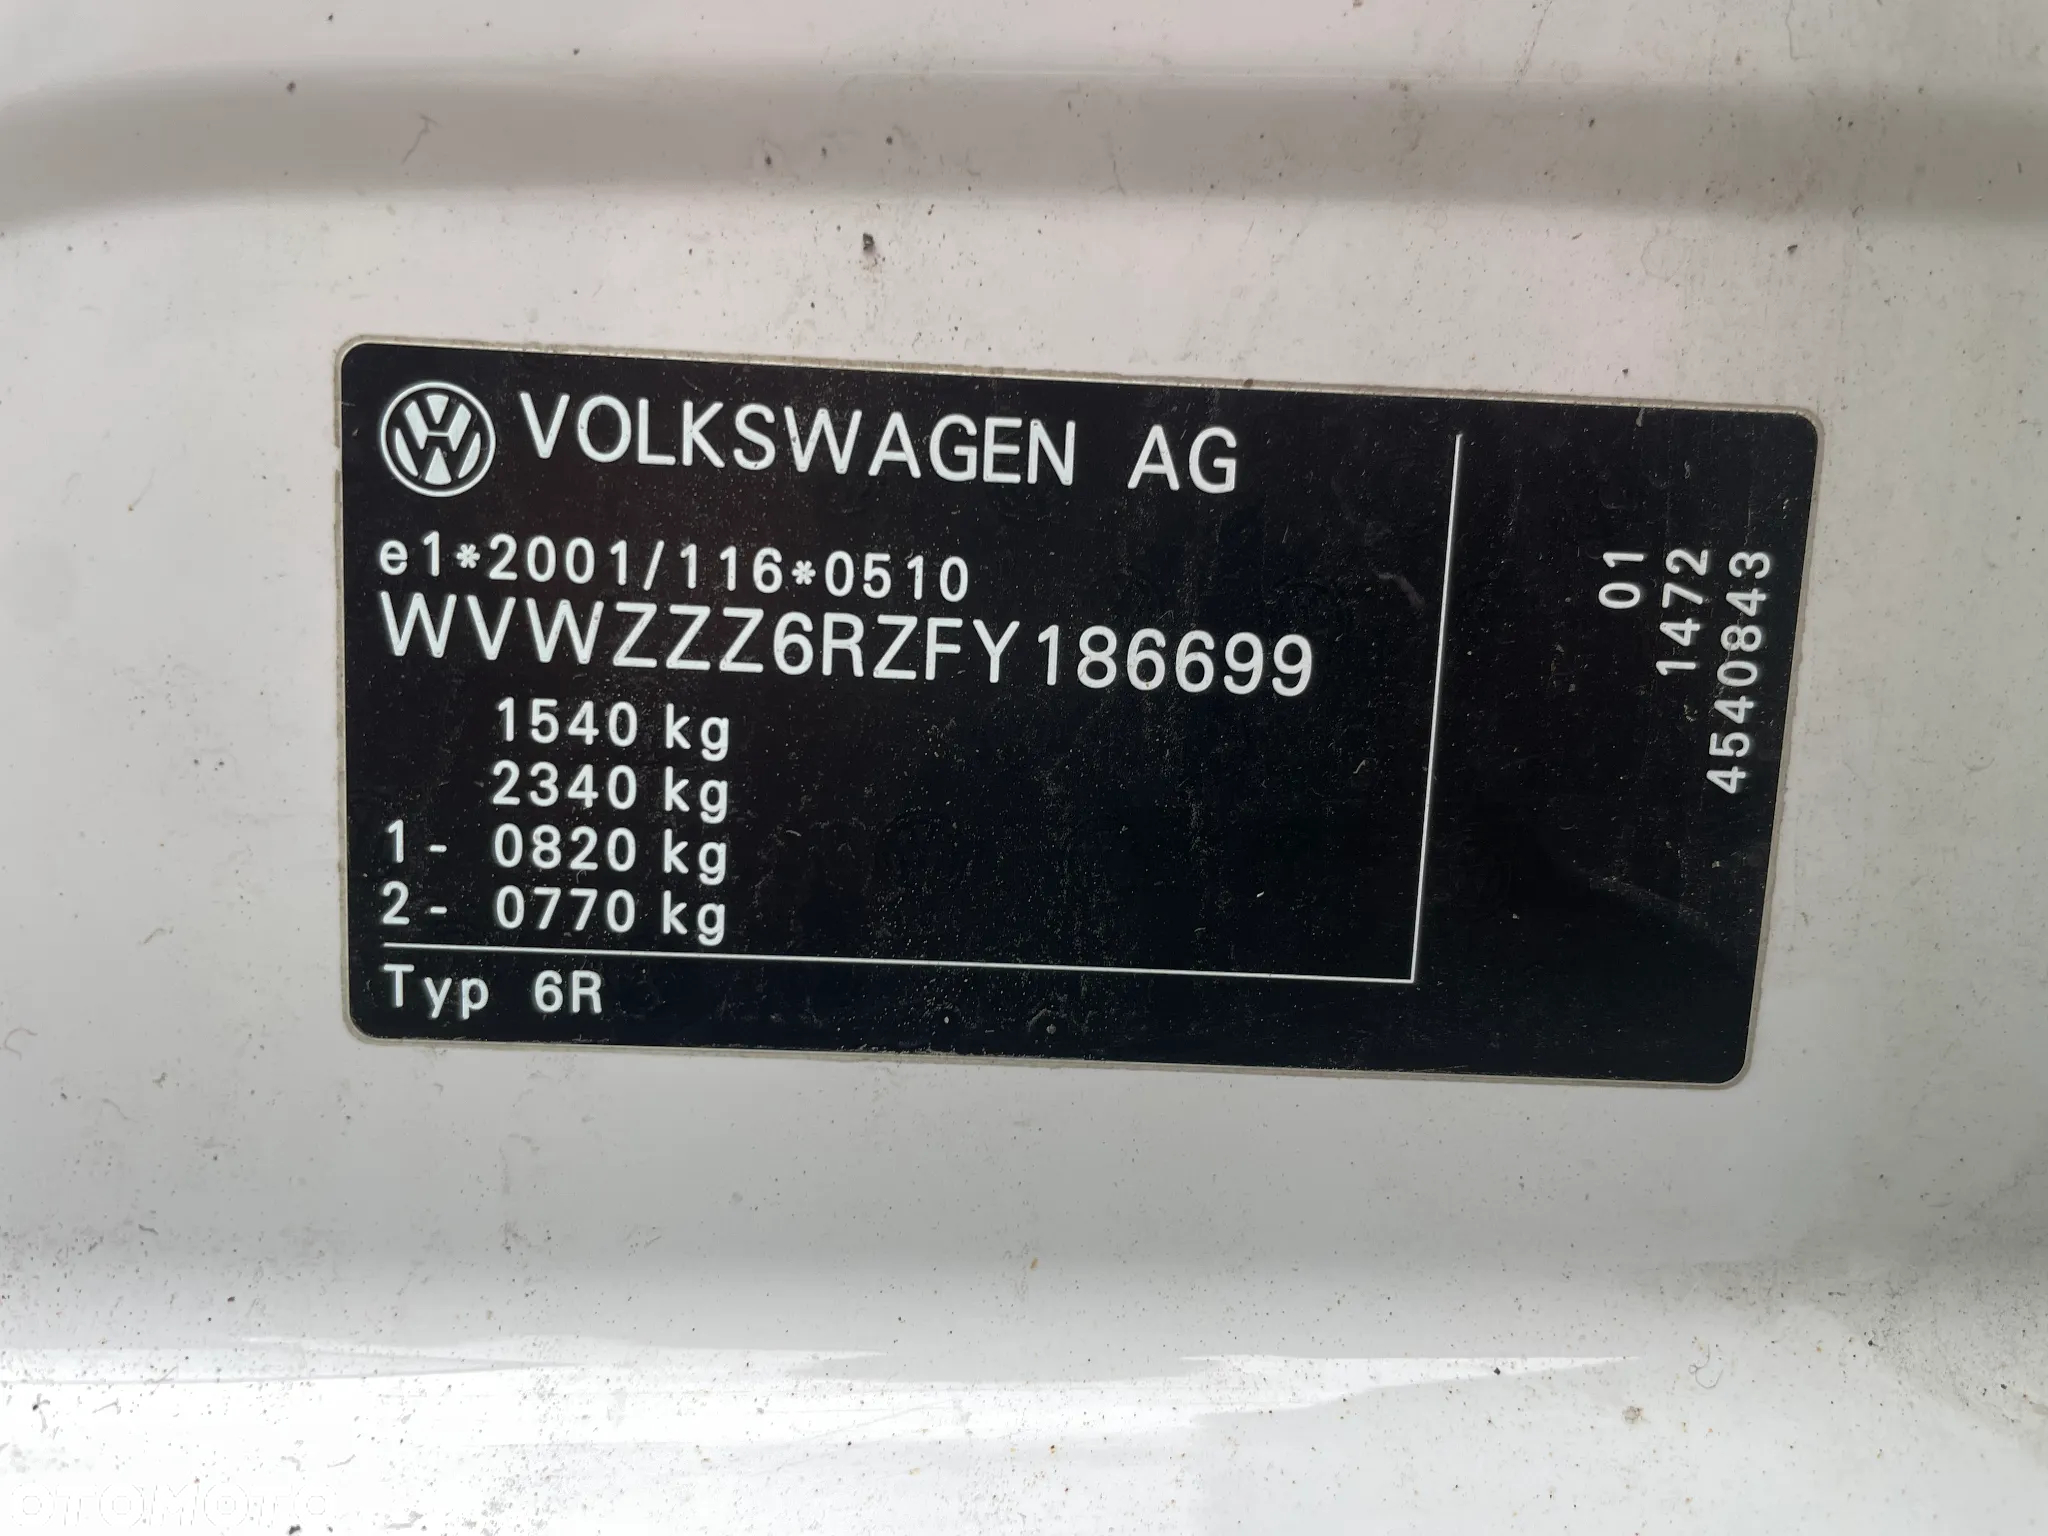 VOLKSWAGEN AG
e1*2001/116*0510
WVWZZZ6RZFY186699
1540 kg
2340 kg
1- 0820 kg
2- 0770 kg
Typ 6R
01
1472
4540843
OTOMOTO